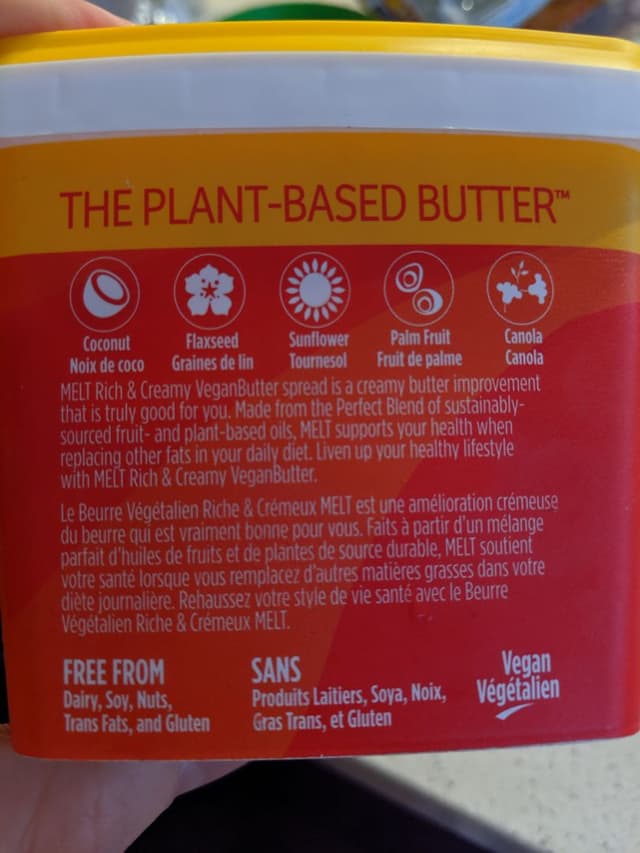 THE PLANT-BASED BUTTER™
Coconut
Noix de coco
Flaxseed
Graines de lin
Sunflower
Tournesol
Palm Fruit
Fruit de palme
Canola
Canola
MELT Rich & Creamy VeganButter spread is a creamy butter improvement
that is truly good for you. Made from the Perfect Blend of sustainably-
sourced fruit- and plant-based oils, MELT supports your health when
replacing other fats in your daily diet. Liven up your healthy lifestyle
with MELT Rich & Creamy VeganButter.
Le Beurre Végétalien Riche & Crémeux MELT est une amélioration crémeuse
du beurre qui est vraiment bonne pour vous. Faits à partir d'un mélange
parfait d'huiles de fruits et de plantes de source durable, MELT soutient
votre santé lorsque vous remplacez d'autres matières grasses dans votre
diète journalière. Rehaussez votre style de vie santé avec le Beurre
Végétalien Riche & Crémeux MELT.
FREE FROM
Dairy, Soy, Nuts,
Trans Fats, and Gluten
SANS
Produits Laitiers, Soya, Noix,
Gras Trans, et Gluten
Vegan
Végétalien